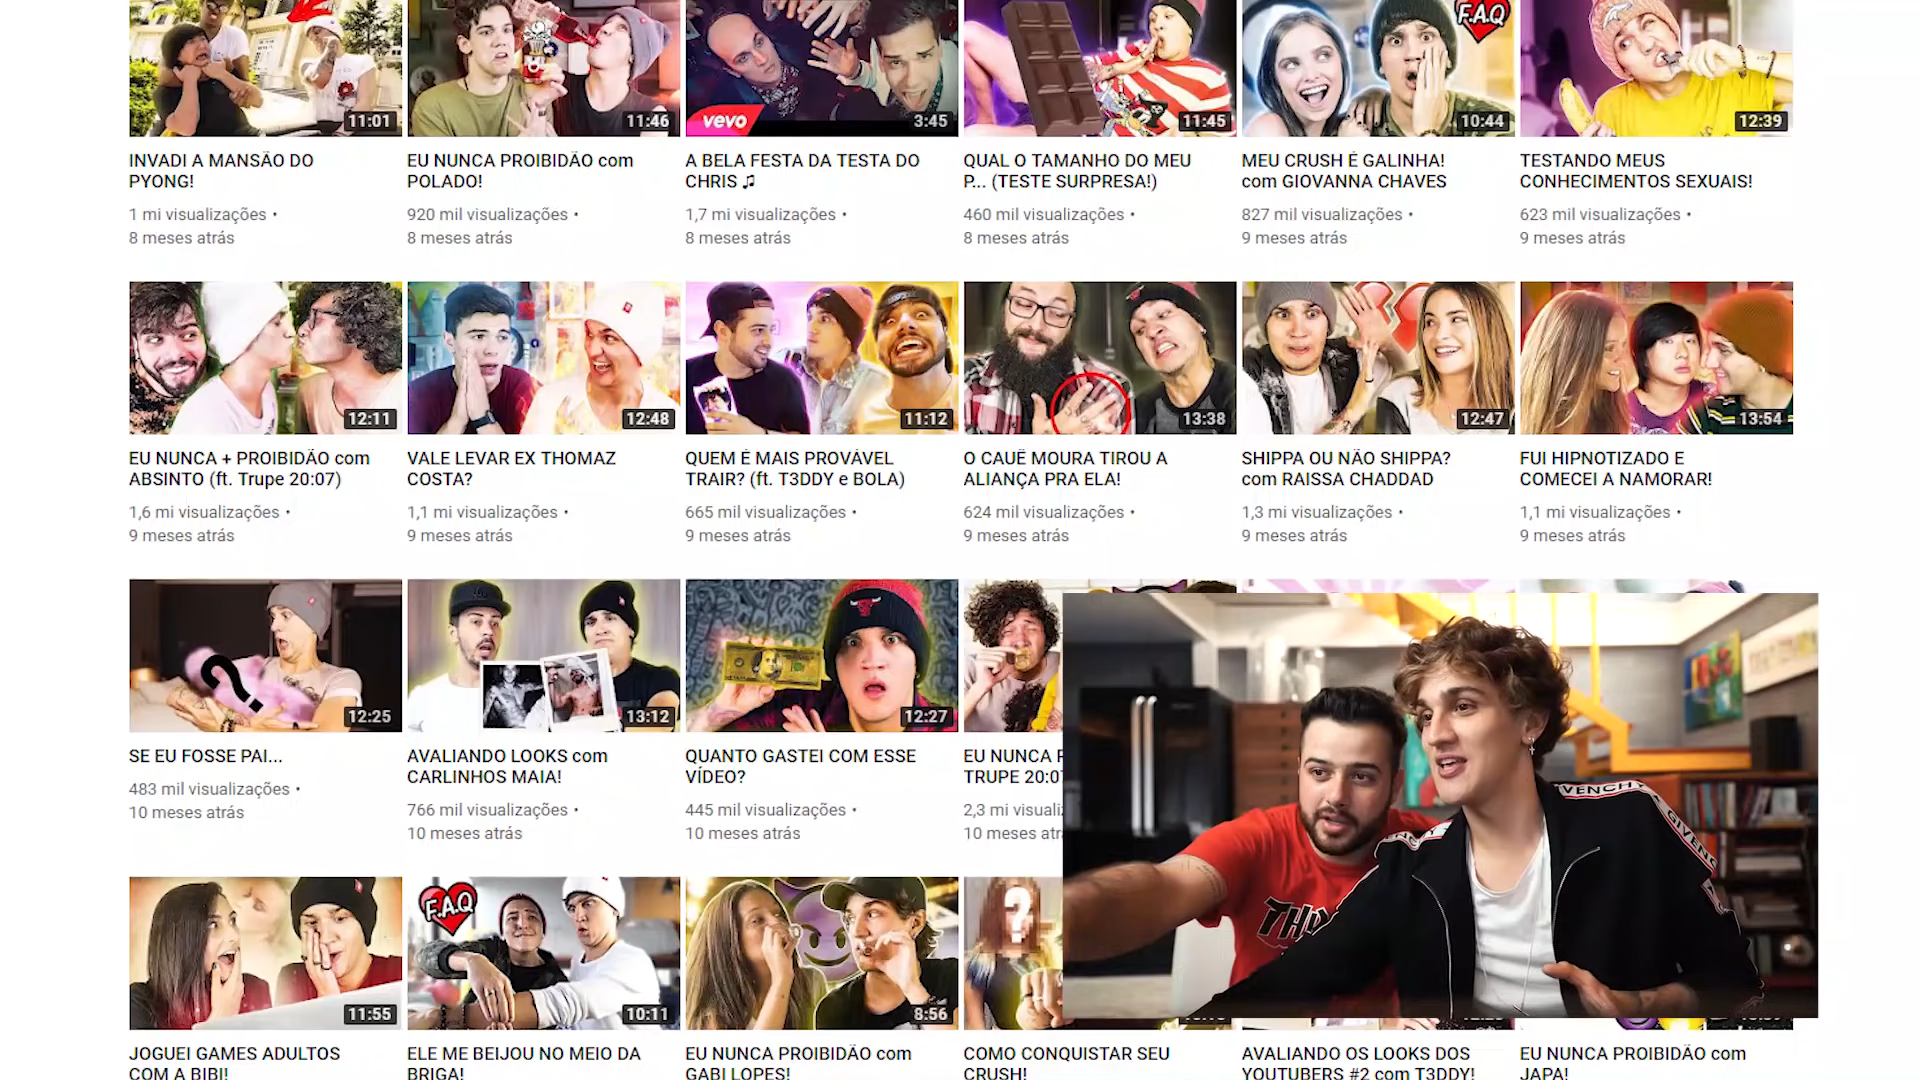 F.A.Q
11:01
11:46
vevo
3:45
11:45
10:44
12:39
INVADI A MANSÃO DO
PYONG!
1 mi visualizações •
8 meses atrás
EU NUNCA PROIBIDÃO com
POLADO!
920 mil visualizações •
8 meses atrás
A BELA FESTA DA TESTA DO
CHRIS ♫
1,7 mi visualizações •
8 meses atrás
QUAL O TAMANHO DO MEU
P... (TESTE SURPRESA!)
460 mil visualizações •
8 meses atrás
MEU CRUSH É GALINHA!
com GIOVANNA CHAVES
827 mil visualizações •
9 meses atrás
TESTANDO MEUS
CONHECIMENTOS SEXUAIS!
623 mil visualizações •
9 meses atrás
12:11
12:48
11:12
13:38
12:47
13:54
EU NUNCA + PROIBIDÃO com
ABSINTO (ft. Trupe 20:07)
1,6 mi visualizações •
9 meses atrás
VALE LEVAR EX THOMAZ
COSTA?
1,1 mi visualizações •
9 meses atrás
QUEM É MAIS PROVÁVEL
TRAIR? (ft. T3DDY e BOLA)
665 mil visualizações •
9 meses atrás
O CAUÊ MOURA TIROU A
ALIANÇA PRA ELA!
624 mil visualizações •
9 meses atrás
SHIPPA OU NÃO SHIPPA?
com RAISSA CHADDAD
1,3 mi visualizações •
9 meses atrás
FUI HIPNOTIZADO E
COMECEI A NAMORAR!
1,1 mi visualizações •
9 meses atrás
?
12:25
13:12
12:27
SE EU FOSSE PAI...
483 mil visualizações •
10 meses atrás
AVALIANDO LOOKS com
CARLINHOS MAIA!
766 mil visualizações •
10 meses atrás
QUANTO GASTEI COM ESSE
VÍDEO?
445 mil visualizações •
10 meses atrás
EU NUNCA
TRUPE 20:0
2,3 mi
10 meses
GIVENCHY
F.A.Q
?
11:55
10:11
8:56
JOGUEI GAMES ADULTOS
COM A BIBI!
ELE ME BEIJOU NO MEIO DA
BRIGA!
EU NUNCA PROIBIDÃO com
GABI LOPES!
COMO CONQUISTAR SEU
CRUSH!
AVALIANDO OS LOOKS DOS
YOUTUBERS #2 com T3DDY!
EU NUNCA PROIBIDÃO com
JAPA!